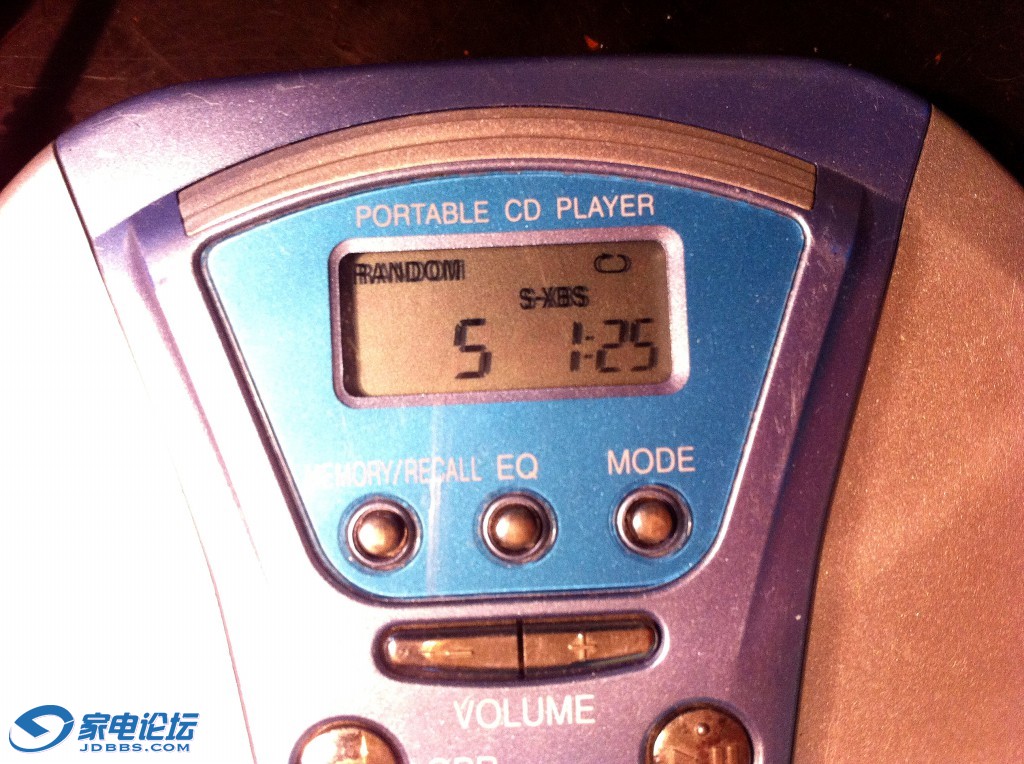 PORTABLE CD PLAYER
RANDOM
S-XBS
5 1:25
MEMORY/RECALL EQ MODE
- +
VOLUME
家电论坛
JDBBS.COM